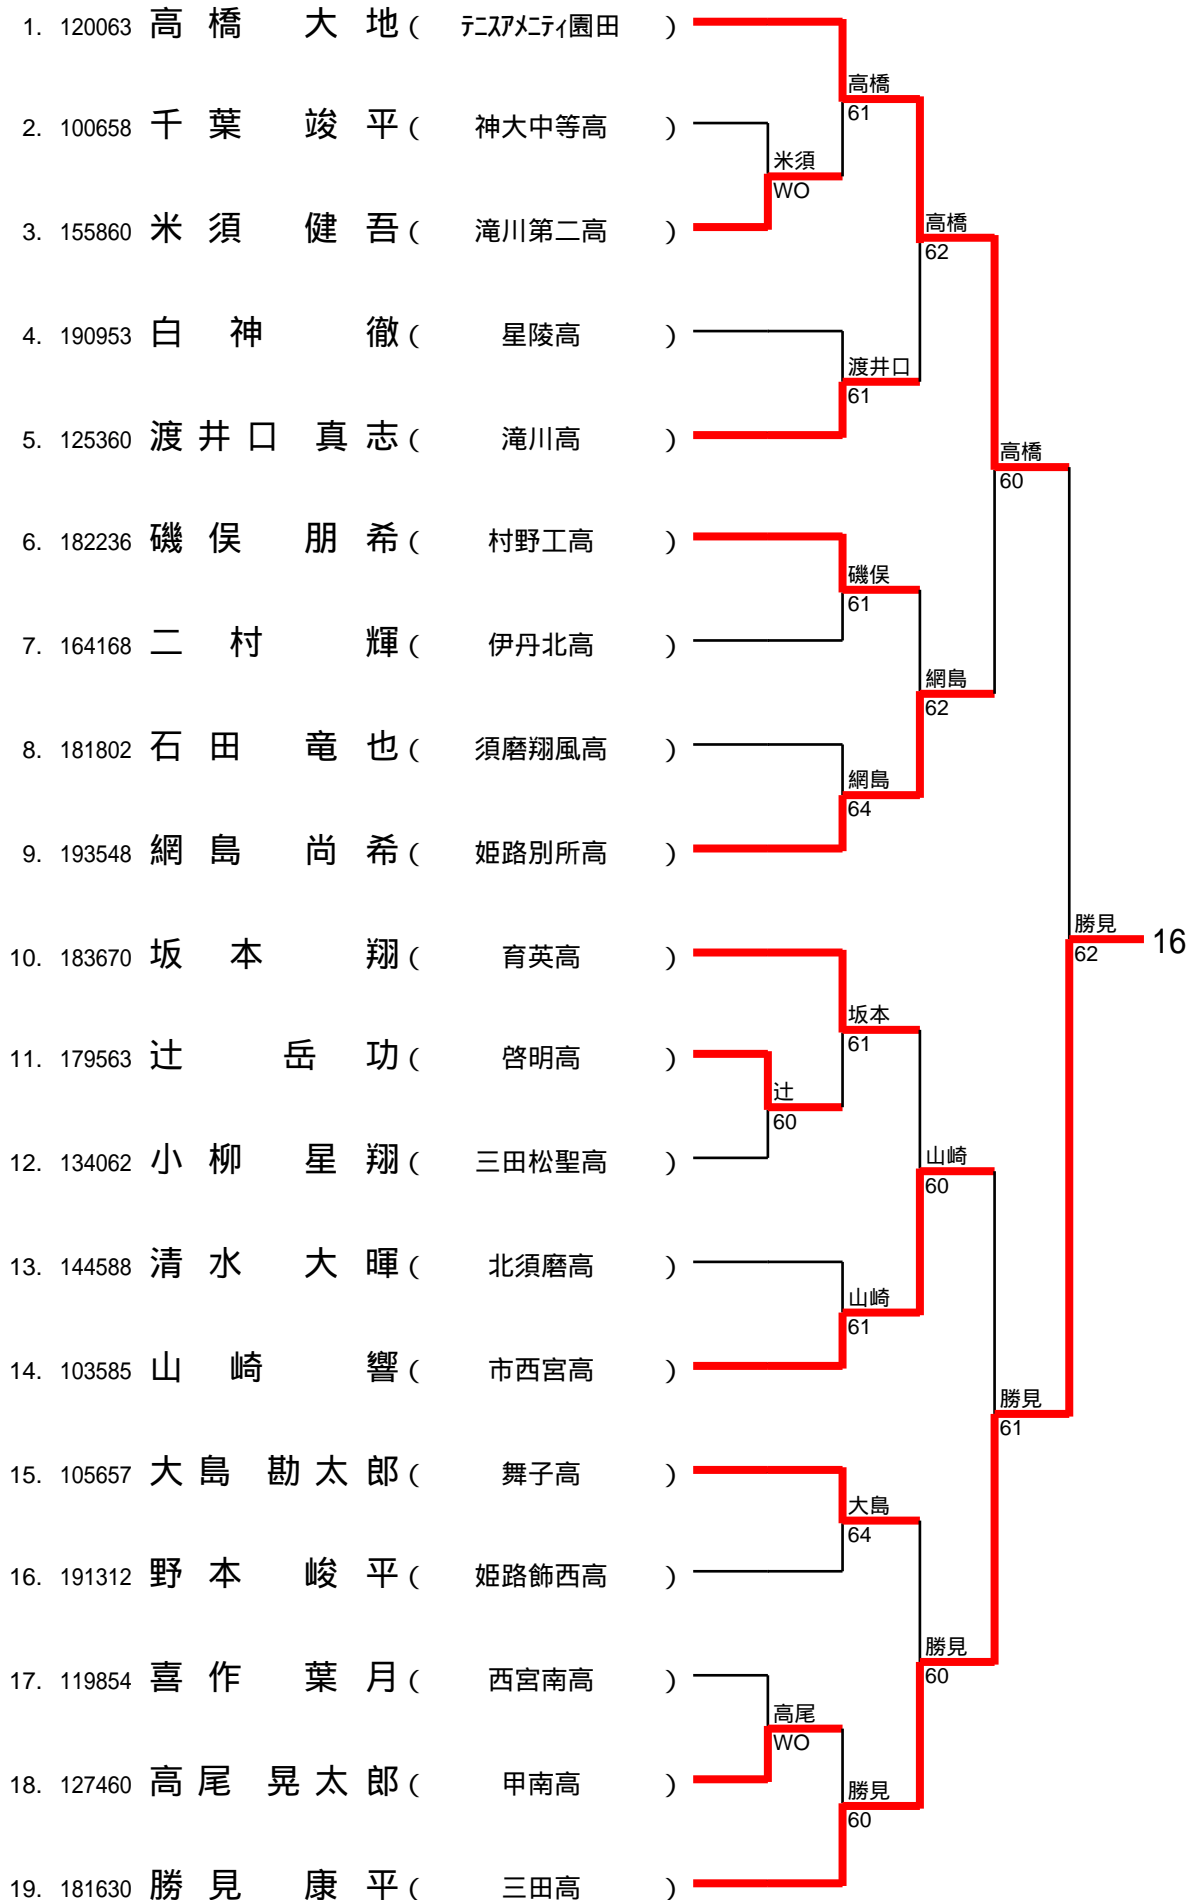 1. 120063 高橋 大地 ( テニスアメニティ園田 )
高橋
61
2. 100658 千葉 竣平 ( 神大中等高 )
米須
WO
3. 155860 米須 健吾 ( 滝川第二高 )
高橋
62
4. 190953 白神 徹 ( 星陵高 )
渡井口
61
5. 125360 渡井口 真志 ( 滝川高 )
高橋
60
6. 182236 磯俣 朋希 ( 村野工高 )
磯俣
61
7. 164168 二村 輝 ( 伊丹北高 )
網島
62
8. 181802 石田 竜也 ( 須磨翔風高 )
網島
64
9. 193548 網島 尚希 ( 姫路別所高 )
勝見
62
16
10. 183670 坂本 翔 ( 育英高 )
坂本
61
11. 179563 辻 岳功 ( 啓明高 )
辻
60
12. 134062 小柳 星翔 ( 三田松聖高 )
山崎
60
13. 144588 清水 大暉 ( 北須磨高 )
山崎
61
14. 103585 山崎 響 ( 市西宮高 )
勝見
61
15. 105657 大島 勘太郎 ( 舞子高 )
大島
64
16. 191312 野本 峻平 ( 姫路飾西高 )
勝見
60
17. 119854 喜作 葉月 ( 西宮南高 )
高尾
WO
18. 127460 高尾 晃太郎 ( 甲南高 )
勝見
60
19. 181630 勝見 康平 ( 三田高 )